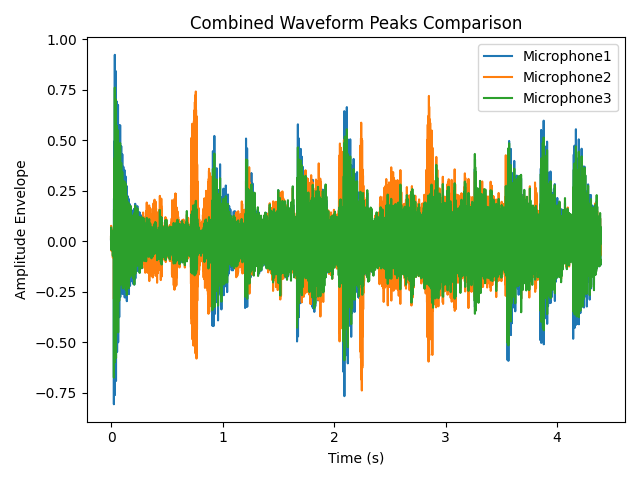 Combined Waveform Peaks Comparison
Amplitude Envelope
1.00
0.75
0.50
0.25
0.00
−0.25
−0.50
−0.75
Microphone1
Microphone2
Microphone3
0 1 2 3 4
Time (s)